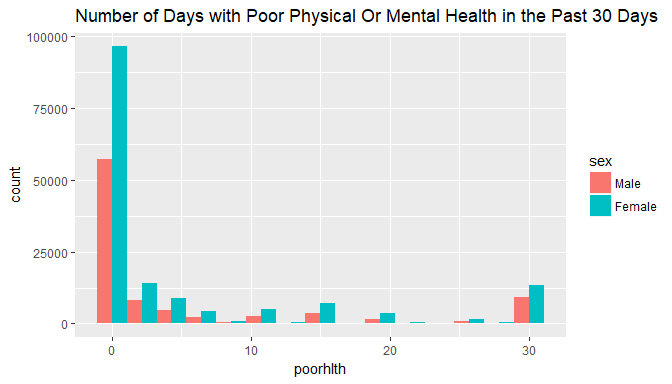 Number of Days with Poor Physical Or Mental Health in the Past 30 Days
100000
75000
50000
25000
0
count
0 10 20 30
poorhlth
sex
Male
Female